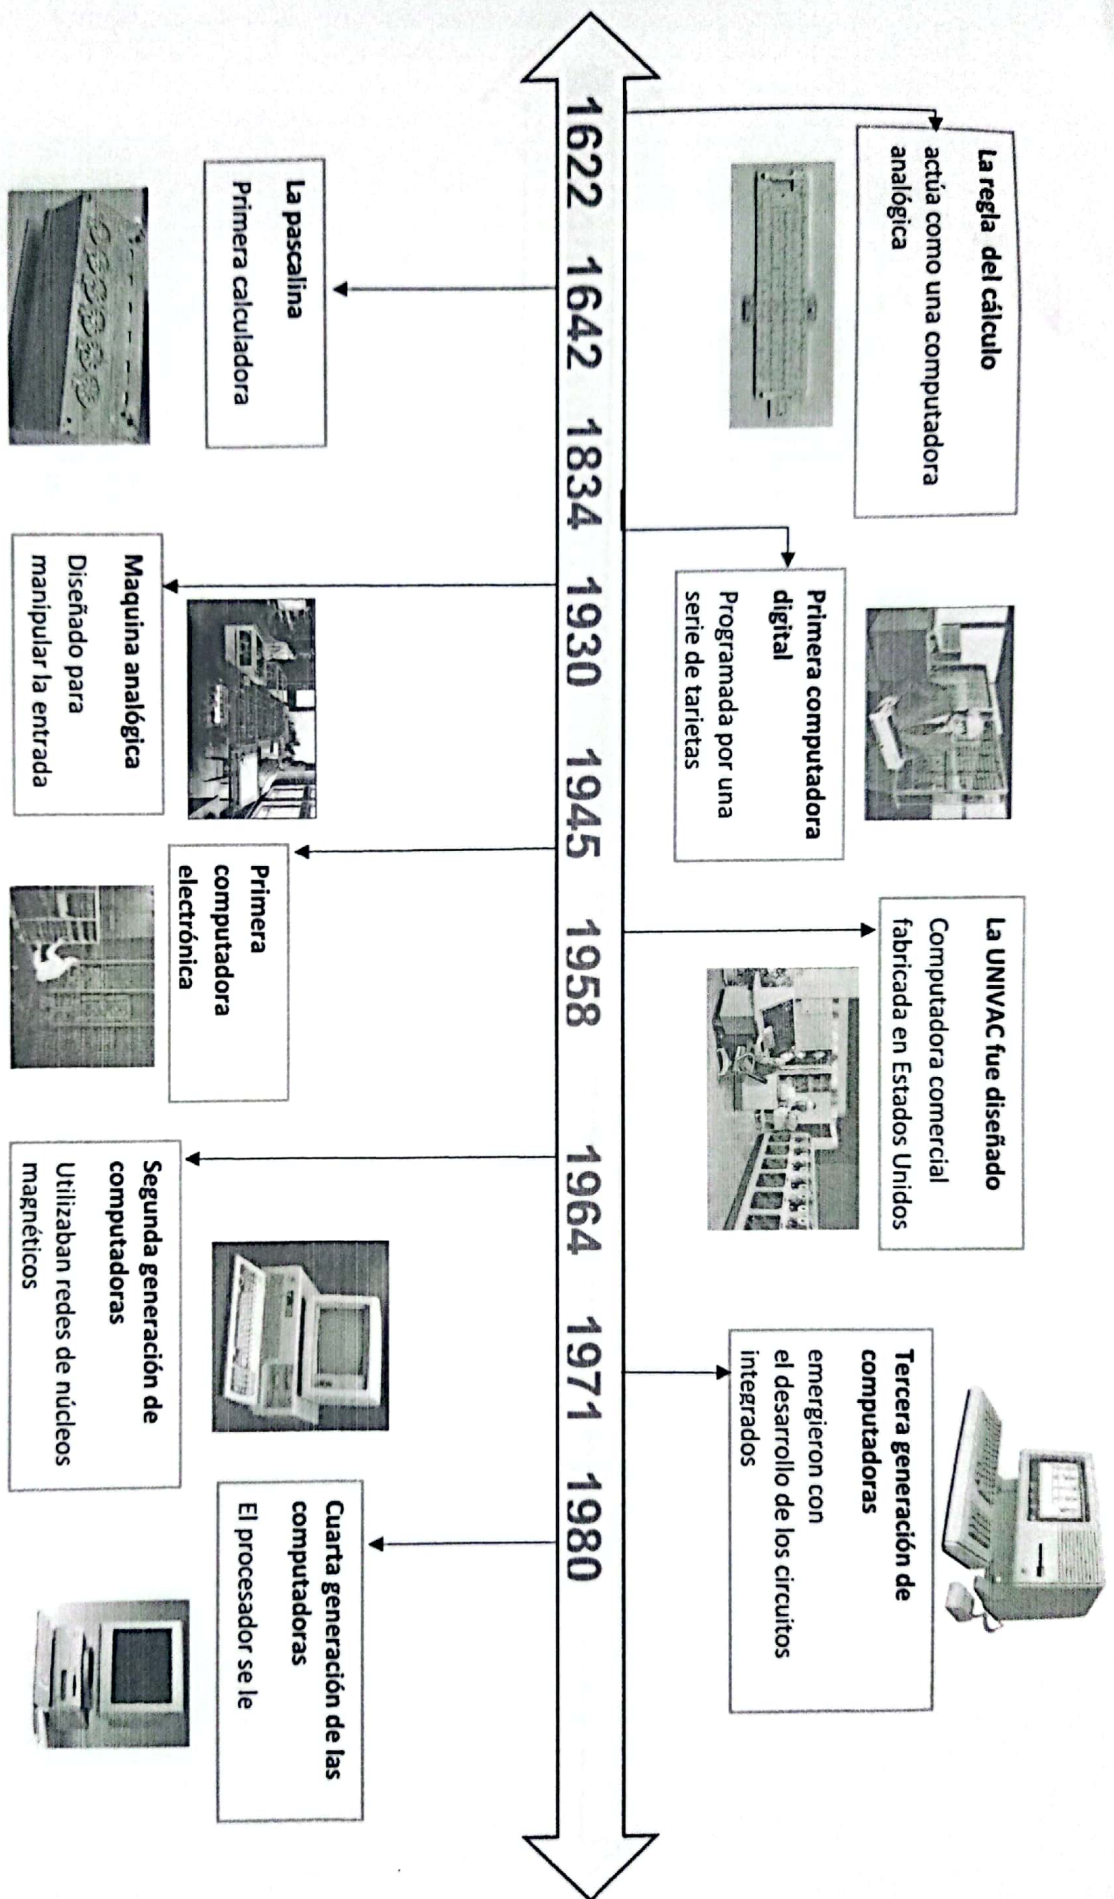 La regla del cálculo
actúa como una computadora
analógica
Primera computadora
digital
Programada por una
serie de tarietas
La UNIVAC fue diseñado
Computadora comercial
fabricada en Estados Unidos
Tercera generación de
computadoras
emergieron con
el desarrollo de los circuitos
integrados
1622 1642 1834 1930 1945 1958 1964 1971 1980
La pascalina
Primera calculadora
Maquina analógica
Diseñado para
manipular la entrada
Primera
computadora
electrónica
Segunda generación de
computadoras
Utilizaban redes de núcleos
magnéticos
Cuarta generación de las
computadoras
El procesador se le